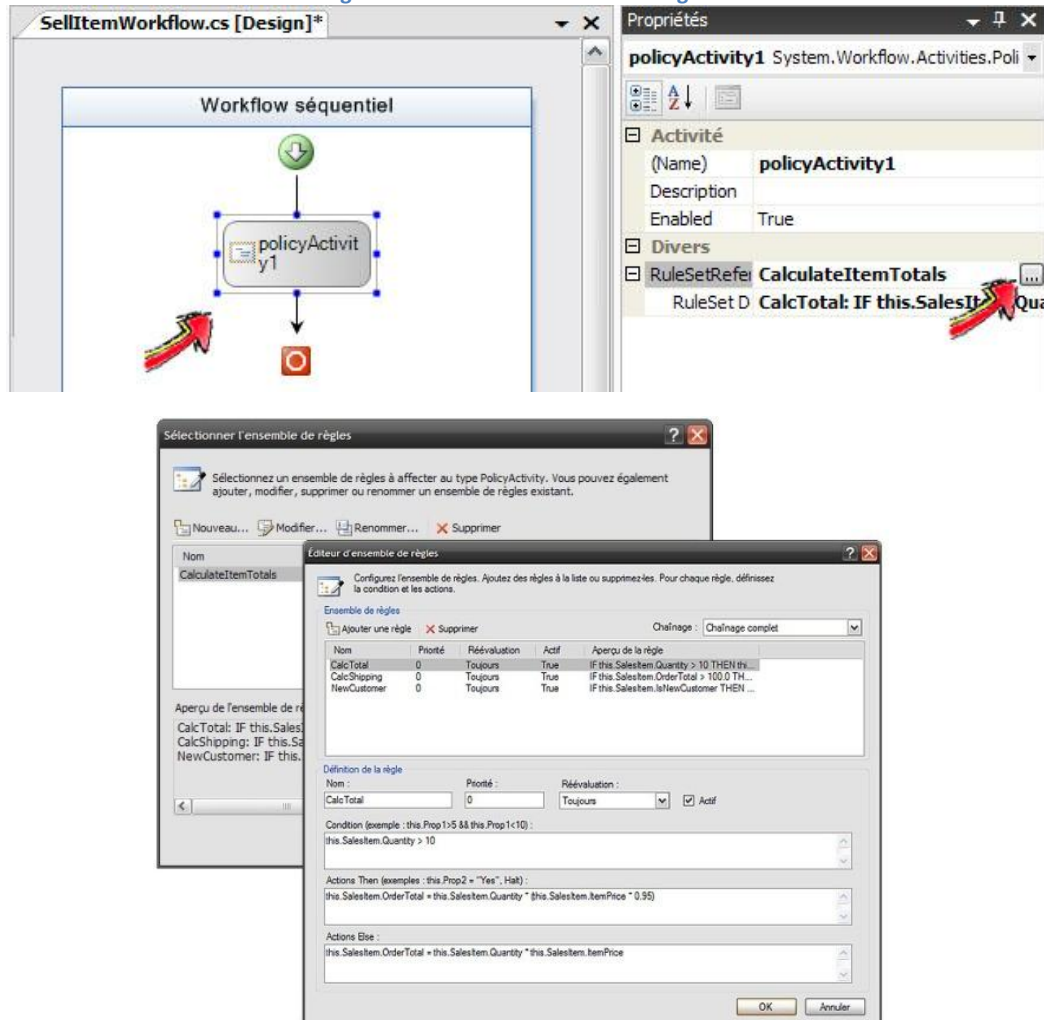 SellItemWorkflow.cs [Design]*
Workflow séquentiel
policyActivit
y1
Propriétés
policyActivity1 System.Workflow.Activities.Poli
Activité
(Name) policyActivity1
Description
Enabled True
Divers
RuleSetRefer CalculateItemTotals ...
RuleSet D CalcTotal: IF this.SalesIt Qua
Sélectionner l'ensemble de règles
Sélectionnez un ensemble de règles à affecter au type PolicyActivity. Vous pouvez également
ajouter, modifier, supprimer ou renommer un ensemble de règles existant.
Nouveau... Modifier... Renommer... Supprimer
Nom
CalculateItemTotals
Aperçu de l'ensemble de rè
CalcTotal: IF this.SalesI
CalcShipping: IF this.Sa
NewCustomer: IF this.
Éditeur d'ensemble de règles
Configurez l'ensemble de règles. Ajoutez des règles à la liste ou supprimez-les. Pour chaque règle, définissez
la condition et les actions.
Ensemble de règles
Ajouter une règle Supprimer Chaînage : Chaînage complet
Nom Priorité Réévaluation Actif Aperçu de la règle
CalcTotal 0 Toujours True IF this.SalesItem.Quantity > 10 THEN thi...
CalcShipping 0 Toujours True IF this.SalesItem.OrderTotal > 100.0 TH...
NewCustomer 0 Toujours True IF this.SalesItem.IsNewCustomer THEN ...
Définition de la règle
Nom : Priorité : Réévaluation :
CalcTotal 0 Toujours Actif
Condition (exemple : this.Prop1>5 && this.Prop1<10) :
this.SalesItem.Quantity > 10
Actions Then (exemples : this.Prop2 = "Yes", Halt) :
this.SalesItem.OrderTotal = this.SalesItem.Quantity * (this.SalesItem.ItemPrice * 0.95)
Actions Else :
this.SalesItem.OrderTotal = this.SalesItem.Quantity * this.SalesItem.ItemPrice
OK Annuler